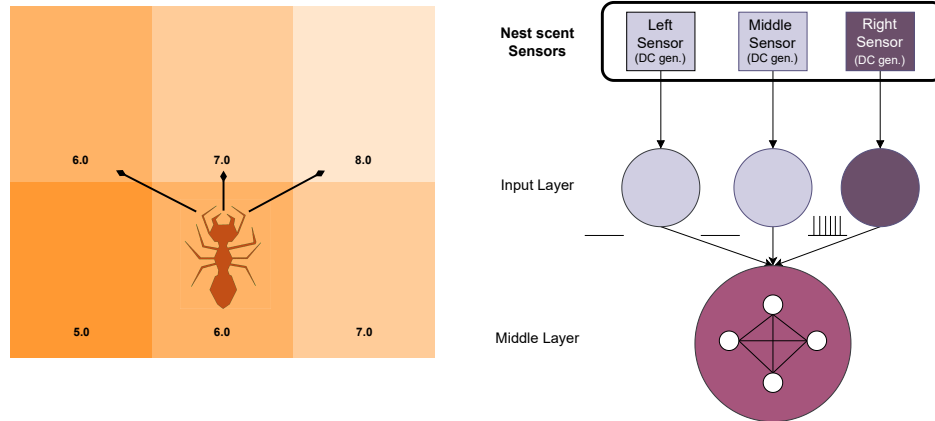 6.0
7.0
8.0
5.0
6.0
7.0
Nest scent
Sensors
Left
Sensor
(DC gen.)
Middle
Sensor
(DC gen.)
Right
Sensor
(DC gen.)
Input Layer
Middle Layer